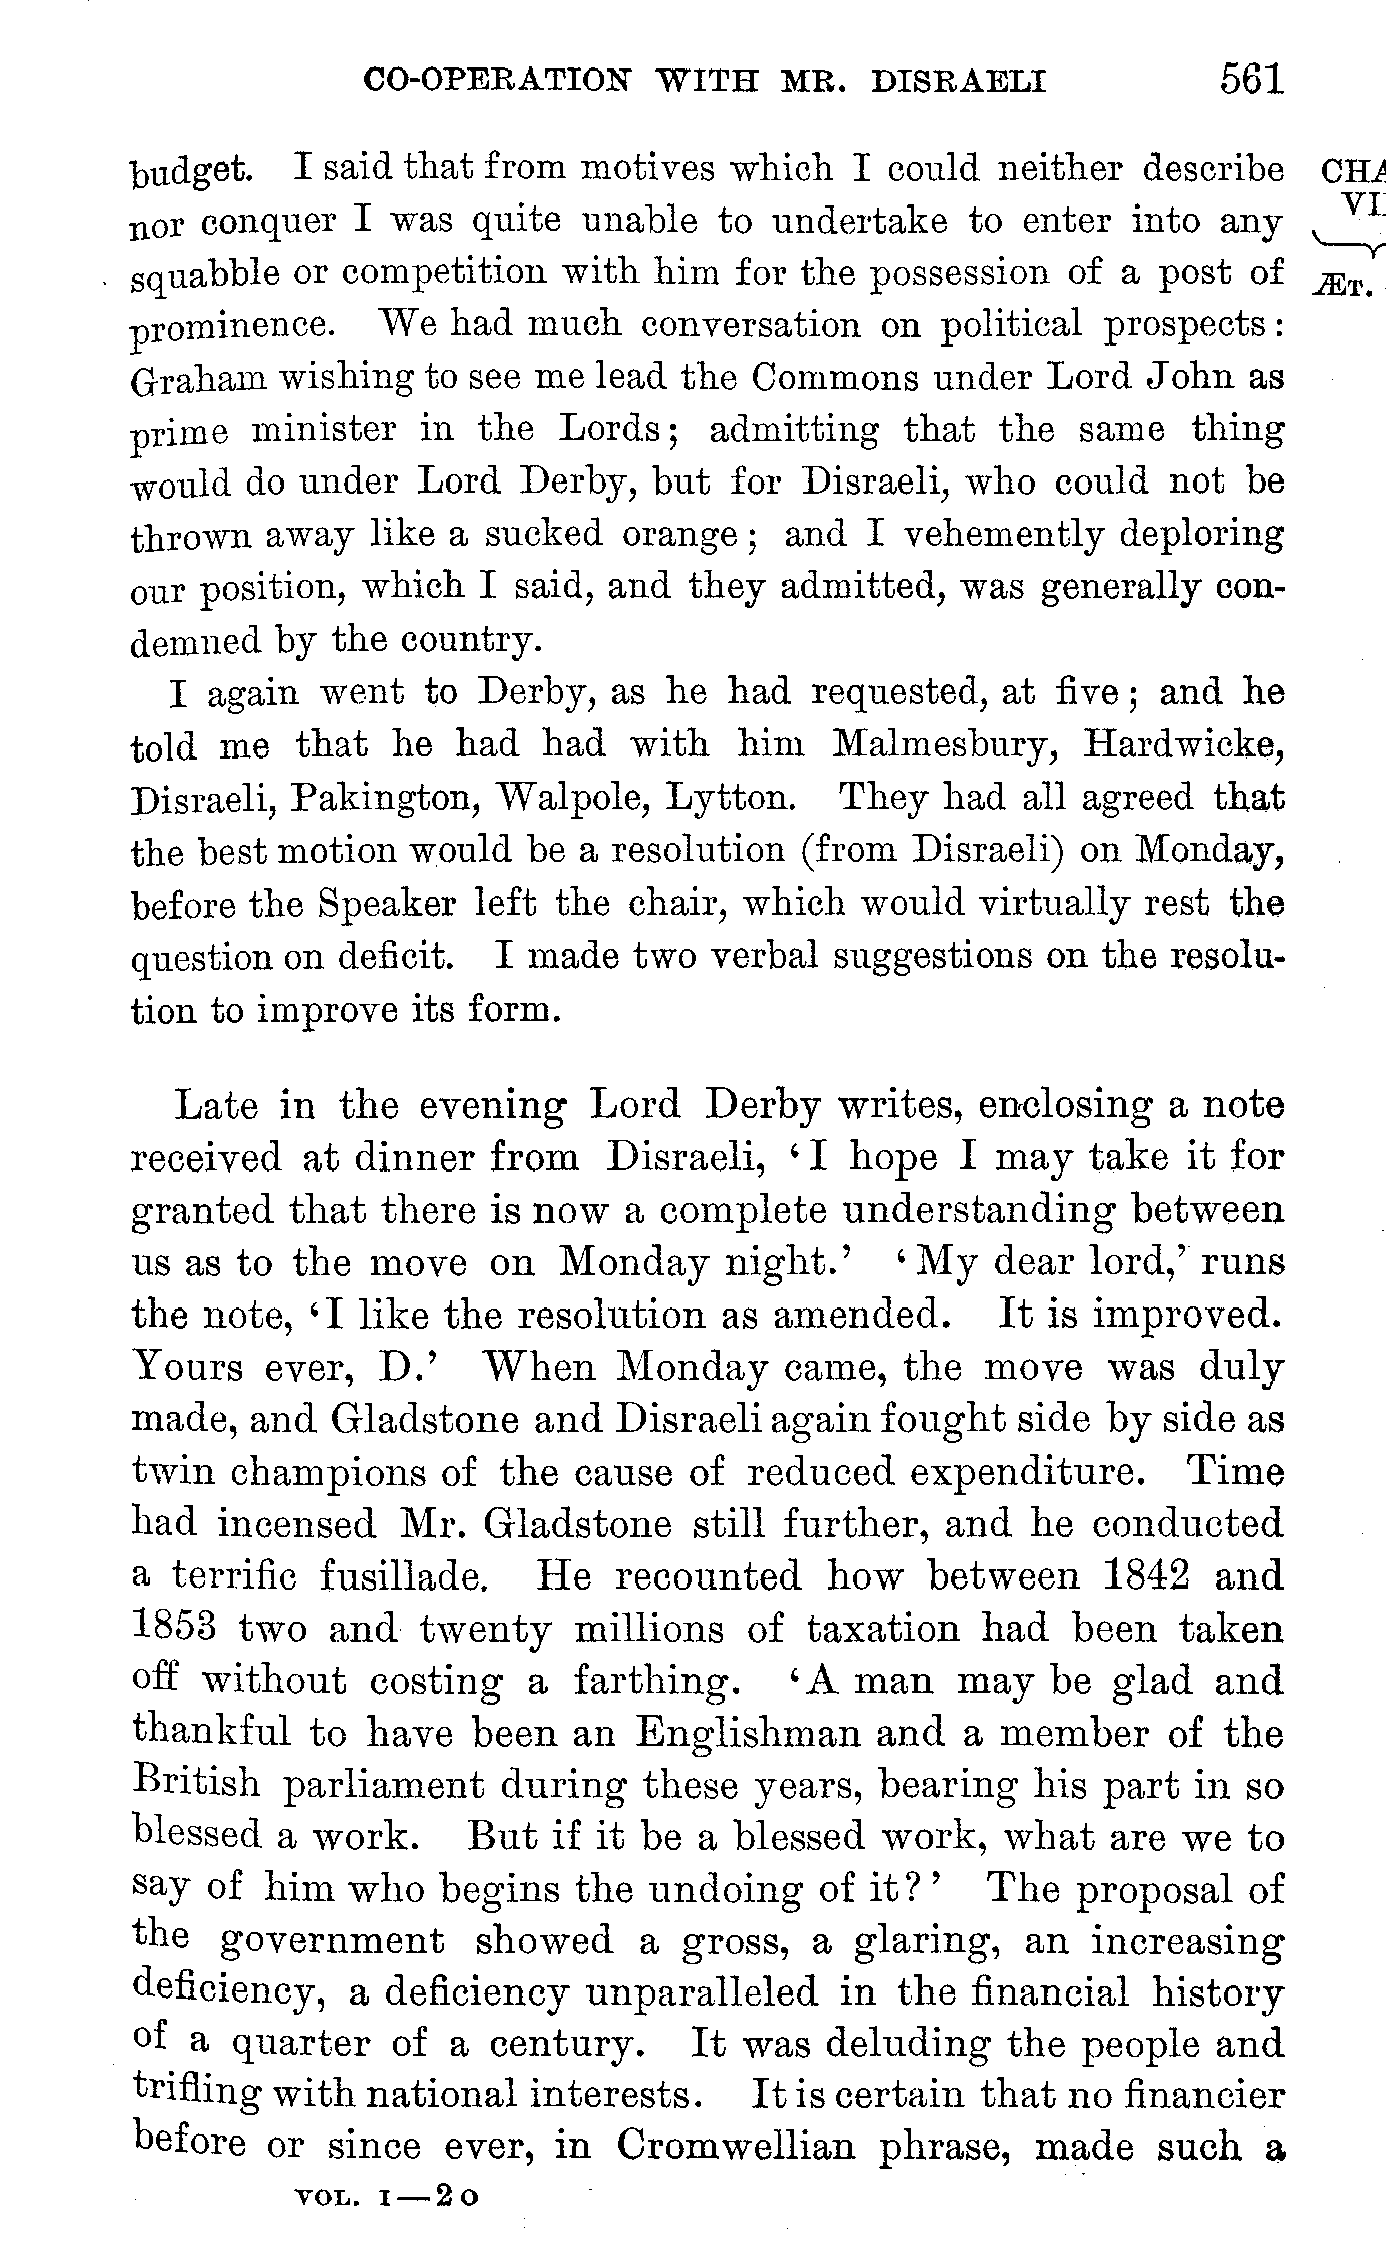 CO-OPERATION WITH MR. DISRAELI 561
budget. I said that from motives which I could neither describe
nor conquer I was quite unable to undertake to enter into any
squabble or competition with him for the possession of a post of
prominence. We had much conversation on political prospects:
Graham wishing to see me lead the Commons under Lord John as
prime minister in the Lords; admitting that the same thing
would do under Lord Derby, but for Disraeli, who could not be
thrown away like a sucked orange; and I vehemently deploring
our position, which I said, and they admitted, was generally con-
demned by the country.
I again went to Derby, as he had requested, at five; and he
told me that he had had with him Malmesbury, Hardwicke,
Disraeli, Pakington, Walpole, Lytton. They had all agreed that
the best motion would be a resolution (from Disraeli) on Monday,
before the Speaker left the chair, which would virtually rest the
question on deficit. I made two verbal suggestions on the resolu-
tion to improve its form.
Late in the evening Lord Derby writes, enclosing a note
received at dinner from Disraeli, ‘I hope I may take it for
granted that there is now a complete understanding between
us as to the move on Monday night.’ ‘My dear lord,’ runs
the note, ‘I like the resolution as amended. It is improved.
Yours ever, D.’ When Monday came, the move was duly
made, and Gladstone and Disraeli again fought side by side as
twin champions of the cause of reduced expenditure. Time
had incensed Mr. Gladstone still further, and he conducted
a terrific fusillade. He recounted how between 1842 and
1853 two and twenty millions of taxation had been taken
off without costing a farthing. ‘A man may be glad and
thankful to have been an Englishman and a member of the
British parliament during these years, bearing his part in so
blessed a work. But if it be a blessed work, what are we to
say of him who begins the undoing of it?’ The proposal of
the government showed a gross, a glaring, an increasing
deficiency, a deficiency unparalleled in the financial history
of a quarter of a century. It was deluding the people and
trifling with national interests. It is certain that no financier
before or since ever, in Cromwellian phrase, made such a
VOL. I—2O
ÆT.